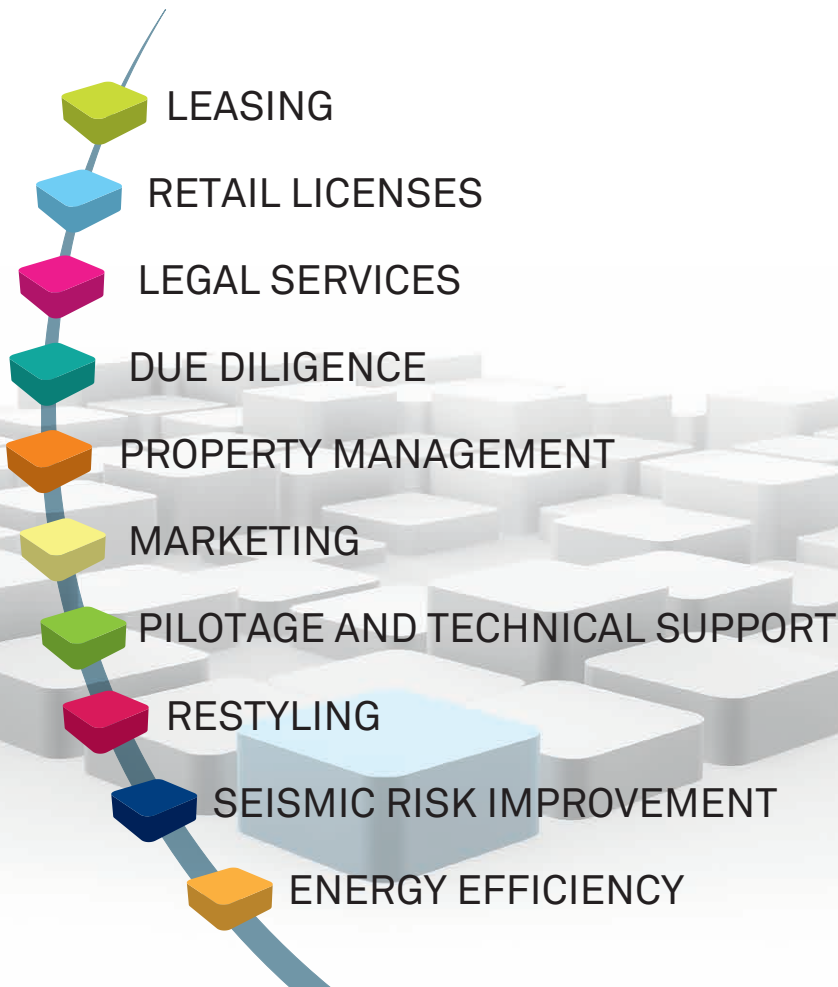 LEASING
RETAIL LICENSES
LEGAL SERVICES
DUE DILIGENCE
PROPERTY MANAGEMENT
MARKETING
PILOTAGE AND TECHNICAL SUPPORT
RESTYLING
SEISMIC RISK IMPROVEMENT
ENERGY EFFICIENCY